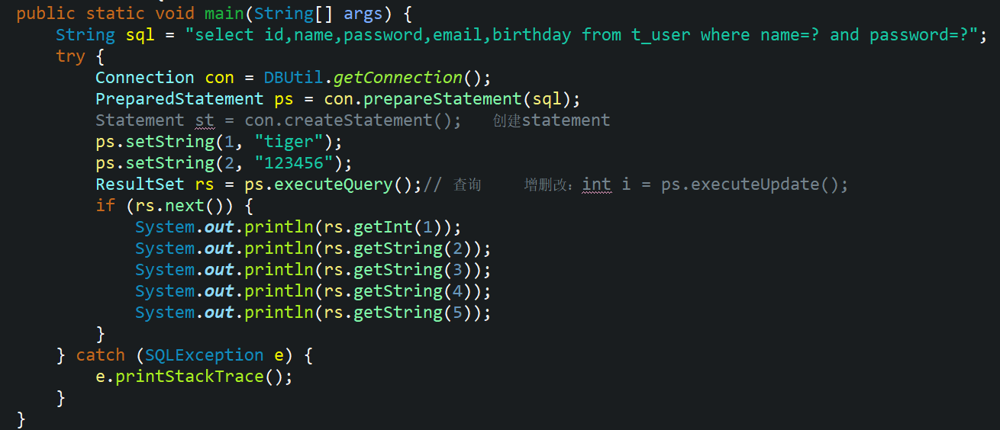 public static void main(String[] args) {
    String sql = "select id,name,password,email,birthday from t_user where name=? and password=?";
    try {
        Connection con = DBUtil.getConnection();
        PreparedStatement ps = con.prepareStatement(sql);
        Statement st = con.createStatement();   创建statement
        ps.setString(1, "tiger");
        ps.setString(2, "123456");
        ResultSet rs = ps.executeQuery();// 查询    增删改：int i = ps.executeUpdate();
        if (rs.next()) {
            System.out.println(rs.getInt(1));
            System.out.println(rs.getString(2));
            System.out.println(rs.getString(3));
            System.out.println(rs.getString(4));
            System.out.println(rs.getString(5));
        }
    } catch (SQLException e) {
        e.printStackTrace();
    }
}